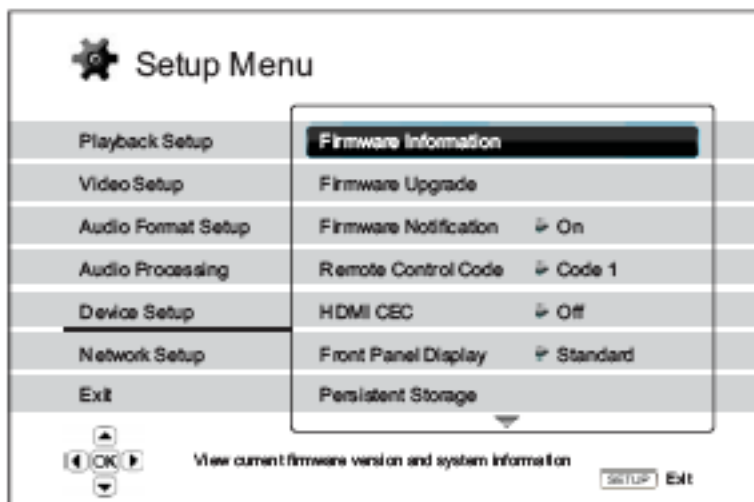 Setup Menu
Playback Setup
Firmware Information
Video Setup
Firmware Upgrade
Audio Format Setup
Firmware Notification On
Audio Processing
Remote Control Code Code 1
Device Setup
HDMI CEC Off
Network Setup
Front Panel Display Standard
Exit
Persistent Storage
OK
View current firmware version and system information
SETUP Exit